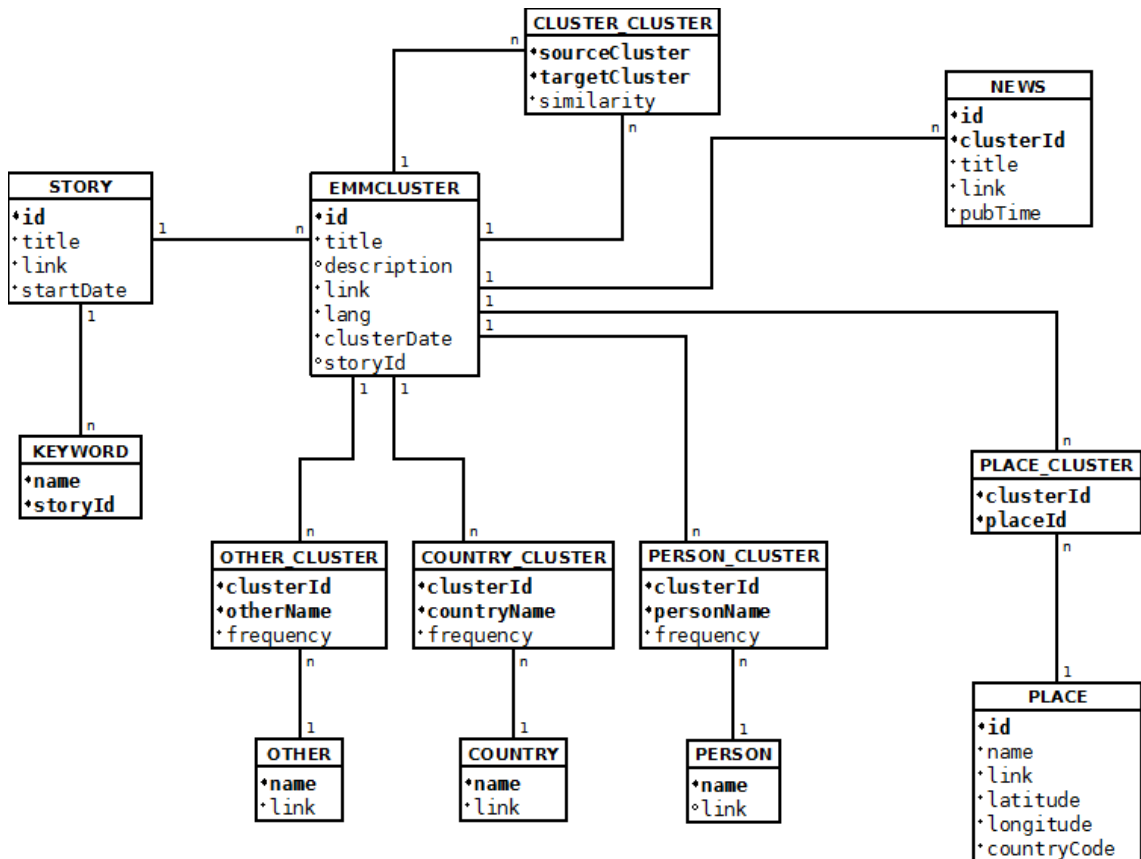 CLUSTER_CLUSTER
sourceCluster
targetCluster
similarity
n
n
NEWS
id
clusterId
title
link
pubTime
n
STORY
id
title
link
startDate
1
1
EMMCLUSTER
id
title
description
link
lang
clusterDate
storyId
1
n
1
1
1
1
1
1
KEYWORD
name
storyId
n
PLACE_CLUSTER
clusterId
placeId
n
n
OTHER_CLUSTER
clusterId
otherName
frequency
n
n
COUNTRY_CLUSTER
clusterId
countryName
frequency
n
n
PERSON_CLUSTER
clusterId
personName
frequency
n
n
OTHER
name
link
1
COUNTRY
name
link
1
PERSON
name
link
1
PLACE
id
name
link
latitude
longitude
countryCode
1